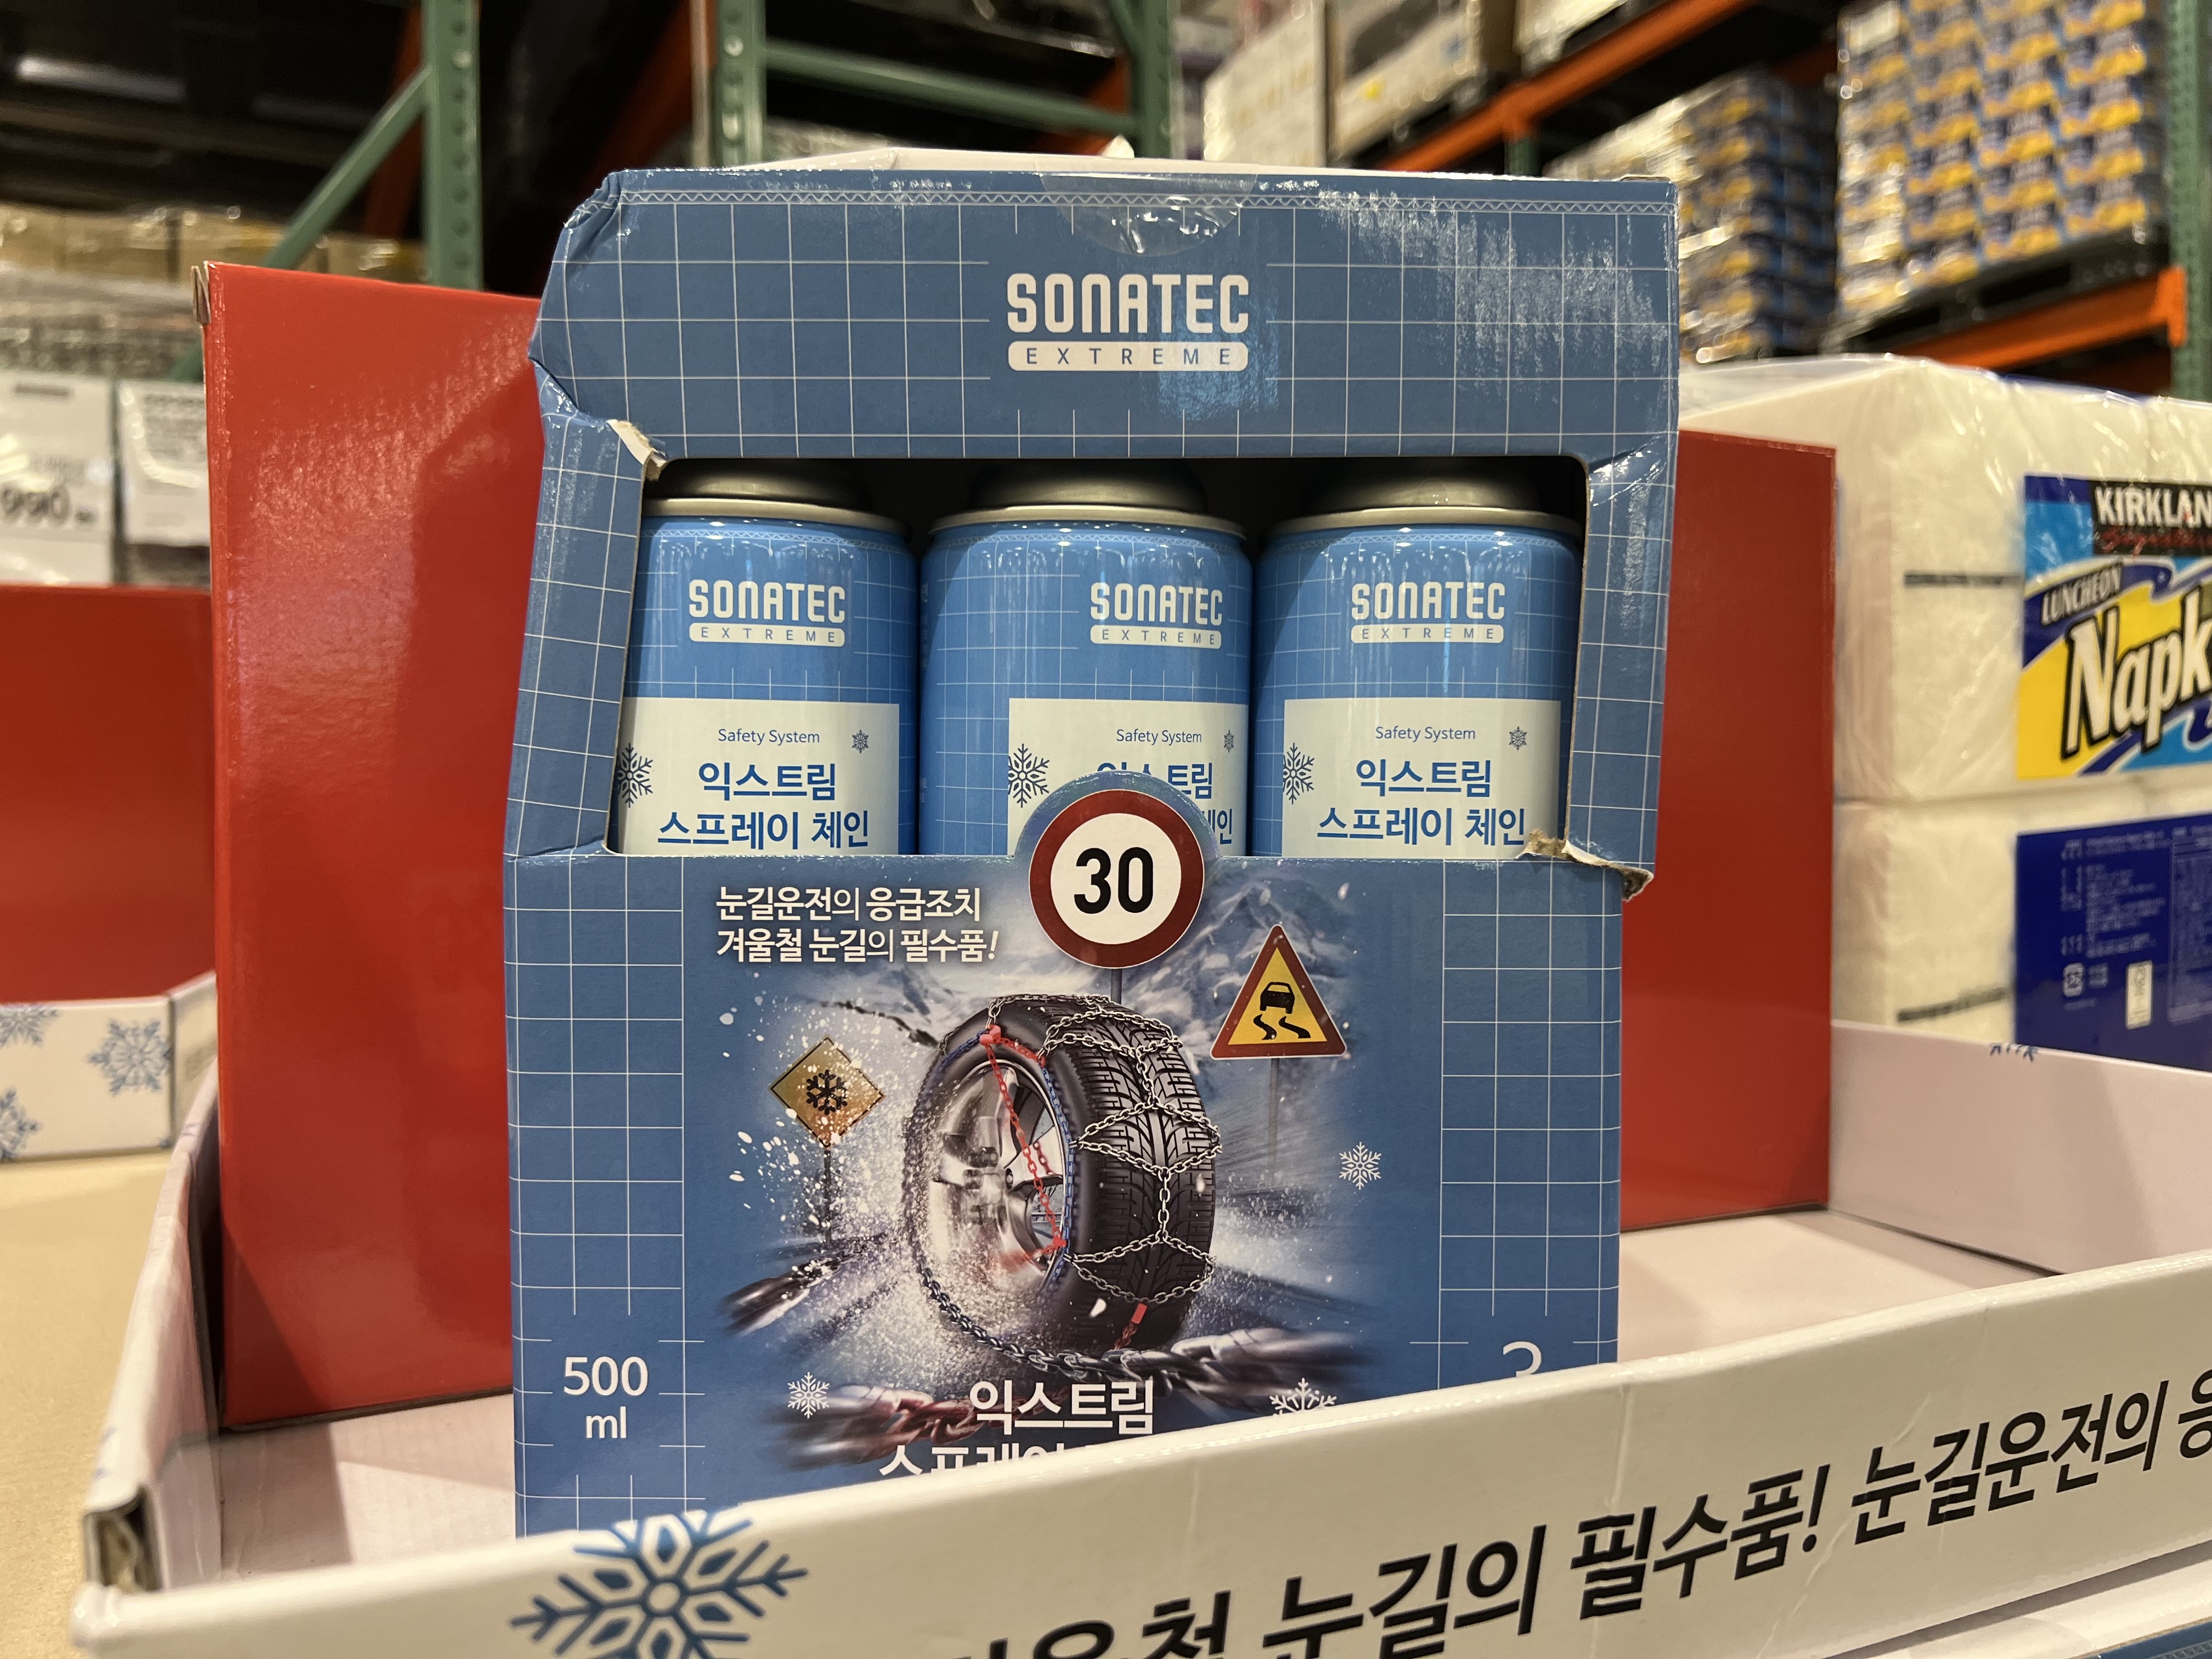 SONATEC
EXTREME
SONATEC
EXTREME
Safety System
익스트림
스프레이 체인
SONATEC
EXTREME
Safety System
SONATEC
EXTREME
Safety System
익스트림
스프레이 체인
30
눈길운전의 응급조치
겨울철 눈길의 필수품!
500
ml
익스트림
눈길의 필수품! 눈길운전의
KIRKLAN
LUNCHEON
Napk
990